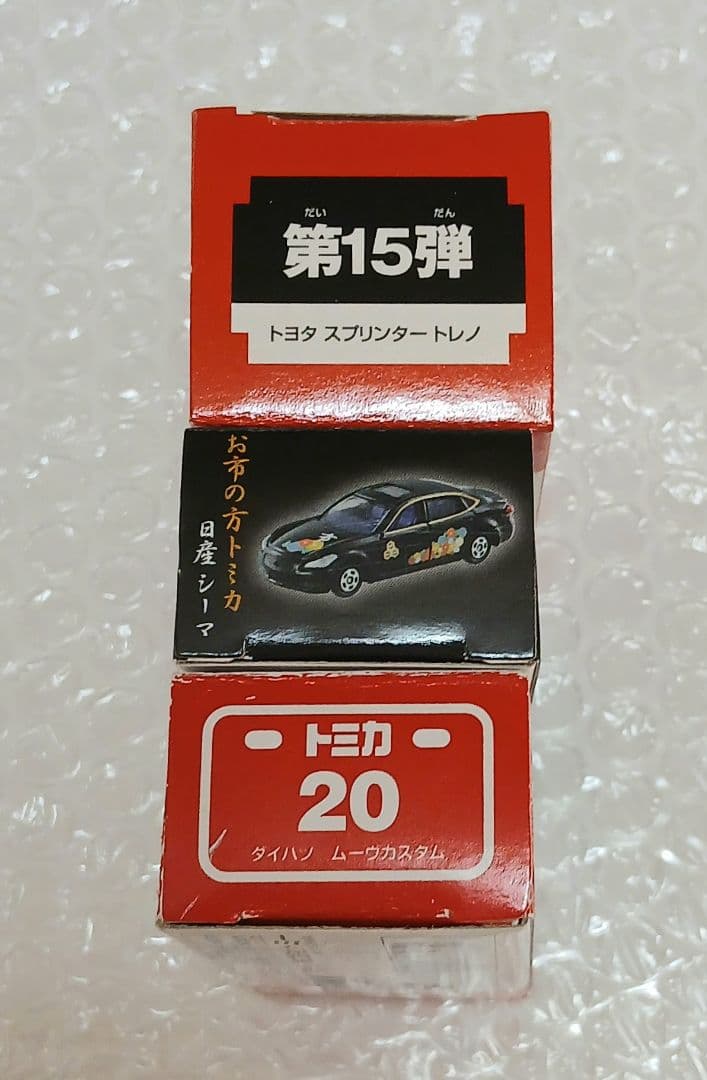 だい だん
第15弾
トヨタ スプリンター トレノ
お市の方トミカ
日産 シーマ
トミカ
20
ダイハツ ムーヴカスタム